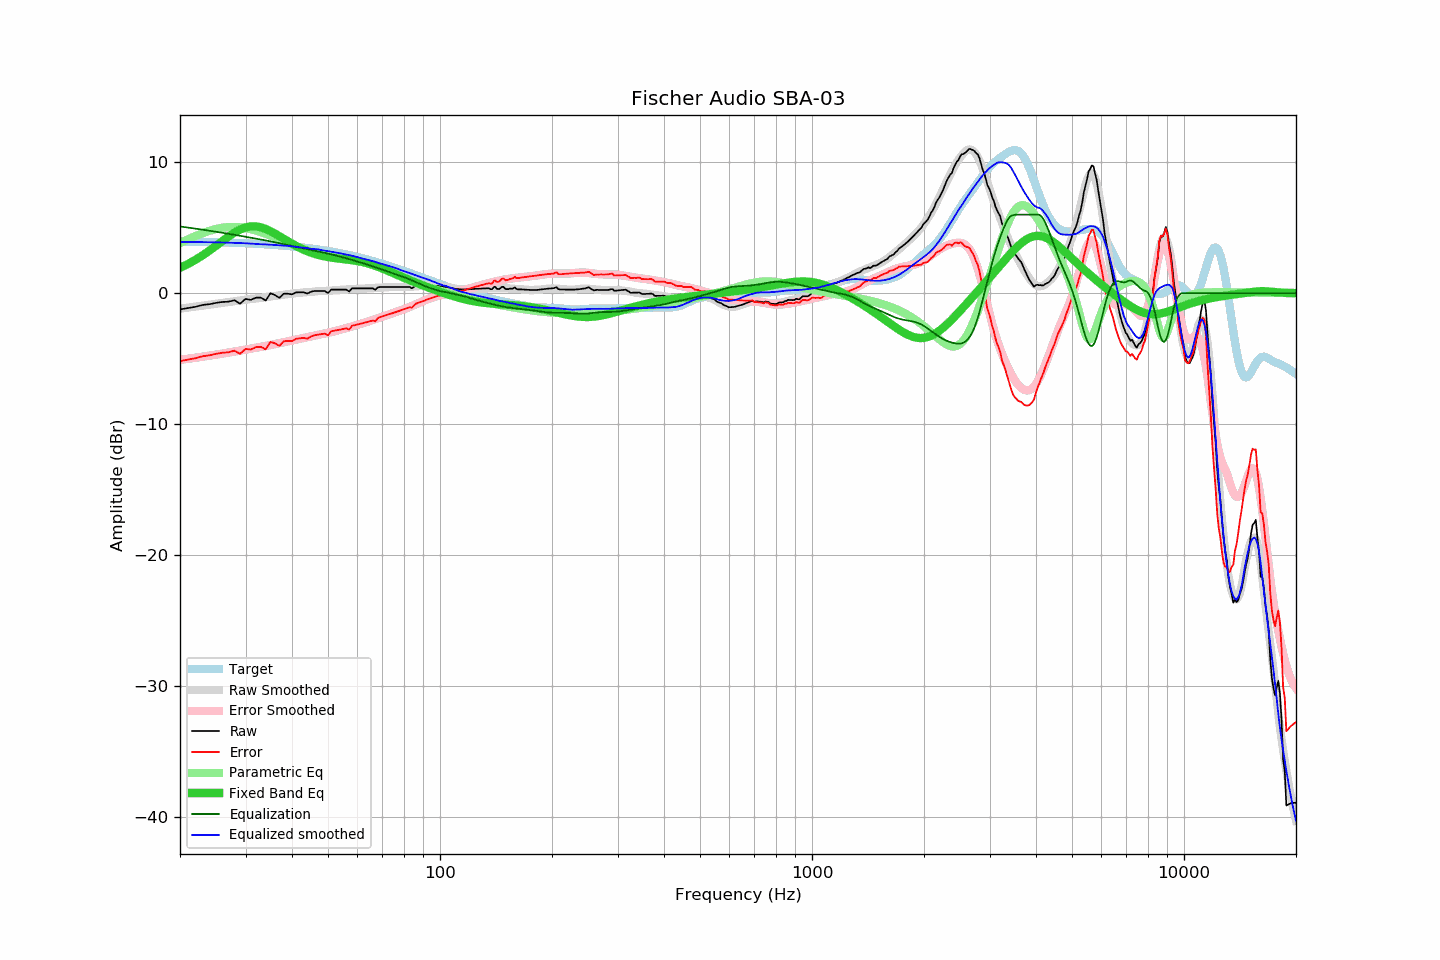 Fischer Audio SBA-03
10
0
−10
−20
−30
−40
Amplitude (dBr)
Target
Raw Smoothed
Error Smoothed
Raw
Error
Parametric Eq
Fixed Band Eq
Equalization
Equalized smoothed
100
1000
10000
Frequency (Hz)